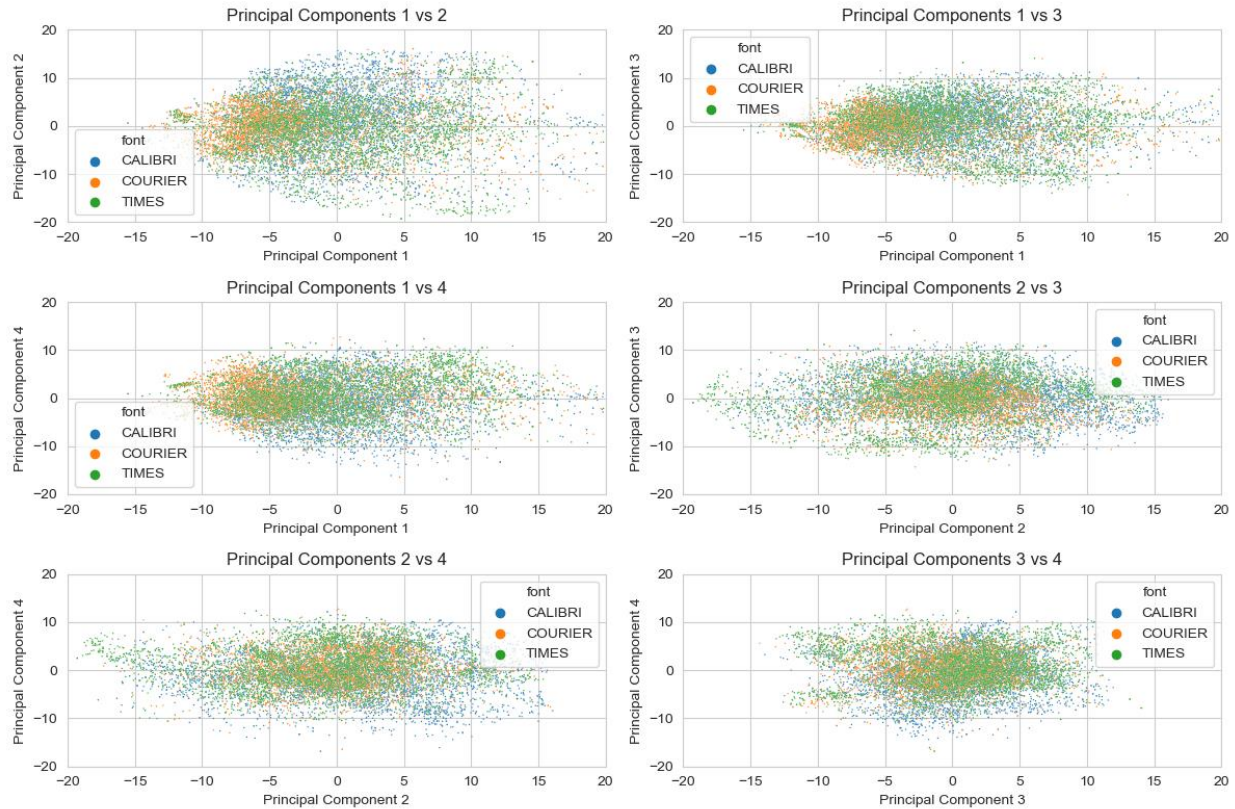 Principal Components 1 vs 2
Principal Component 2
20
10
0
−10
−20
font
CALIBRI
COURIER
TIMES
−20 −15 −10 −5 0 5 10 15 20
Principal Component 1
Principal Components 1 vs 3
Principal Component 3
20
10
0
−10
−20
font
CALIBRI
COURIER
TIMES
−20 −15 −10 −5 0 5 10 15 20
Principal Component 1
Principal Components 1 vs 4
Principal Component 4
20
10
0
−10
−20
font
CALIBRI
COURIER
TIMES
−20 −15 −10 −5 0 5 10 15 20
Principal Component 1
Principal Components 2 vs 3
Principal Component 3
20
10
0
−10
−20
font
CALIBRI
COURIER
TIMES
−20 −15 −10 −5 0 5 10 15 20
Principal Component 2
Principal Components 2 vs 4
Principal Component 4
20
10
0
−10
−20
font
CALIBRI
COURIER
TIMES
−20 −15 −10 −5 0 5 10 15 20
Principal Component 2
Principal Components 3 vs 4
Principal Component 4
20
10
0
−10
−20
font
CALIBRI
COURIER
TIMES
−20 −15 −10 −5 0 5 10 15 20
Principal Component 3